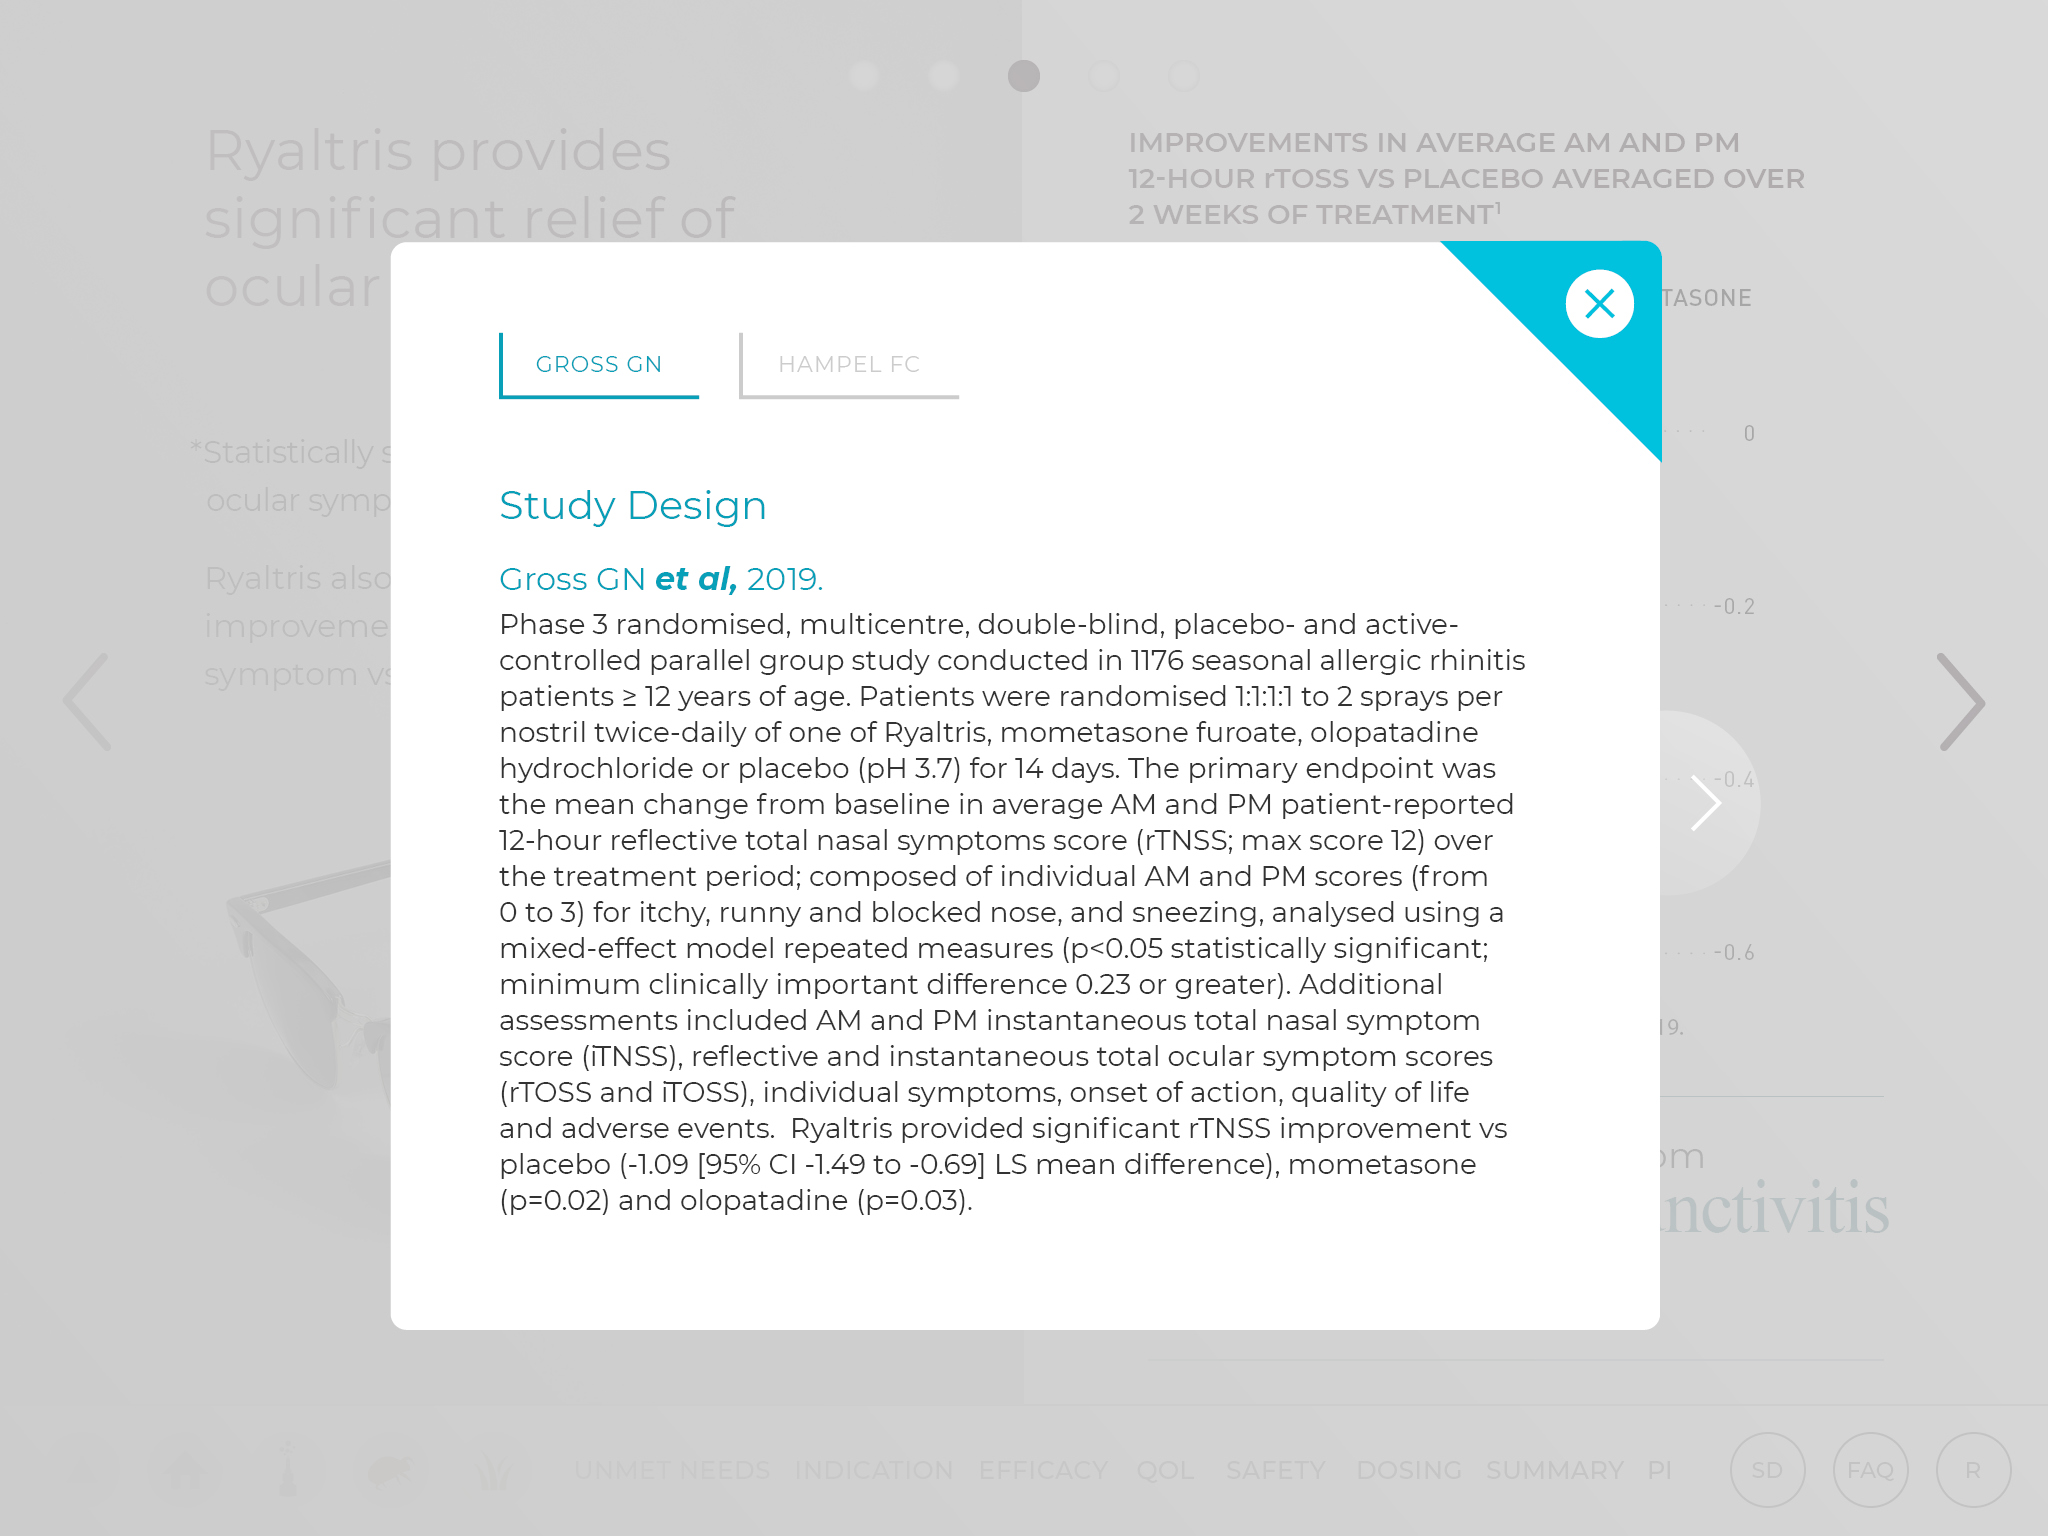 Ryaltris provides
significant relief of
ocular
*Statistically
ocular symp
Ryaltris also
improveme
symptom vs
IMPROVEMENTS IN AVERAGE AM AND PM
12-HOUR rTOSS VS PLACEBO AVERAGED OVER
2 WEEKS OF TREATMENT¹
TASONE
0
-0.2
-0.4
-0.6
19.
om
nctivitis
GROSS GN
HAMPEL FC
Study Design
Gross GN et al, 2019.
Phase 3 randomised, multicentre, double-blind, placebo- and active-
controlled parallel group study conducted in 1176 seasonal allergic rhinitis
patients ≥ 12 years of age. Patients were randomised 1:1:1:1 to 2 sprays per
nostril twice-daily of one of Ryaltris, mometasone furoate, olopatadine
hydrochloride or placebo (pH 3.7) for 14 days. The primary endpoint was
the mean change from baseline in average AM and PM patient-reported
12-hour reflective total nasal symptoms score (rTNSS; max score 12) over
the treatment period; composed of individual AM and PM scores (from
0 to 3) for itchy, runny and blocked nose, and sneezing, analysed using a
mixed-effect model repeated measures (p<0.05 statistically significant;
minimum clinically important difference 0.23 or greater). Additional
assessments included AM and PM instantaneous total nasal symptom
score (iTNSS), reflective and instantaneous total ocular symptom scores
(rTOSS and iTOSS), individual symptoms, onset of action, quality of life
and adverse events.  Ryaltris provided significant rTNSS improvement vs
placebo (-1.09 [95% CI -1.49 to -0.69] LS mean difference), mometasone
(p=0.02) and olopatadine (p=0.03).
UNMET NEEDS INDICATION EFFICACY QOL SAFETY DOSING SUMMARY PI SD FAQ R